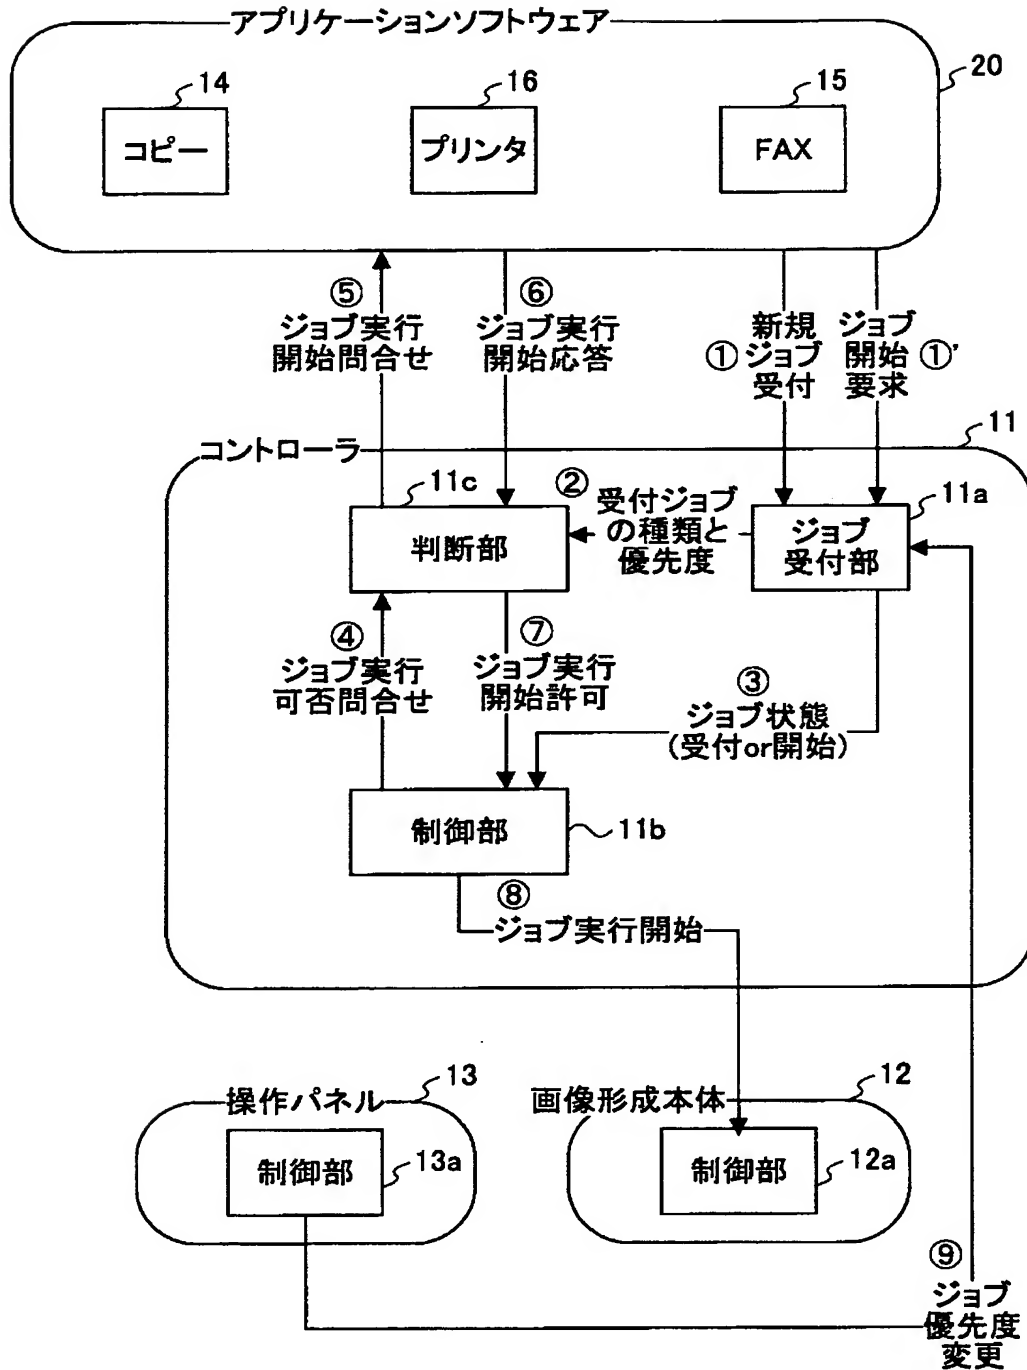 アプリケーションソフトウェア
20
14
コピー
16
プリンタ
15
FAX
⑤
ジョブ実行
開始問合せ
⑥
ジョブ実行
開始応答
①
新規
ジョブ
受付
ジョブ
開始
要求
①'
コントローラ
11
11c
判断部
②
受付ジョブ
の種類と
優先度
11a
ジョブ
受付部
④
ジョブ実行
可否問合せ
⑦
ジョブ実行
開始許可
③
ジョブ状態
(受付or開始)
制御部
11b
⑧
ジョブ実行開始
操作パネル
13
制御部
13a
画像形成本体
12
制御部
12a
⑨
ジョブ
優先度
変更